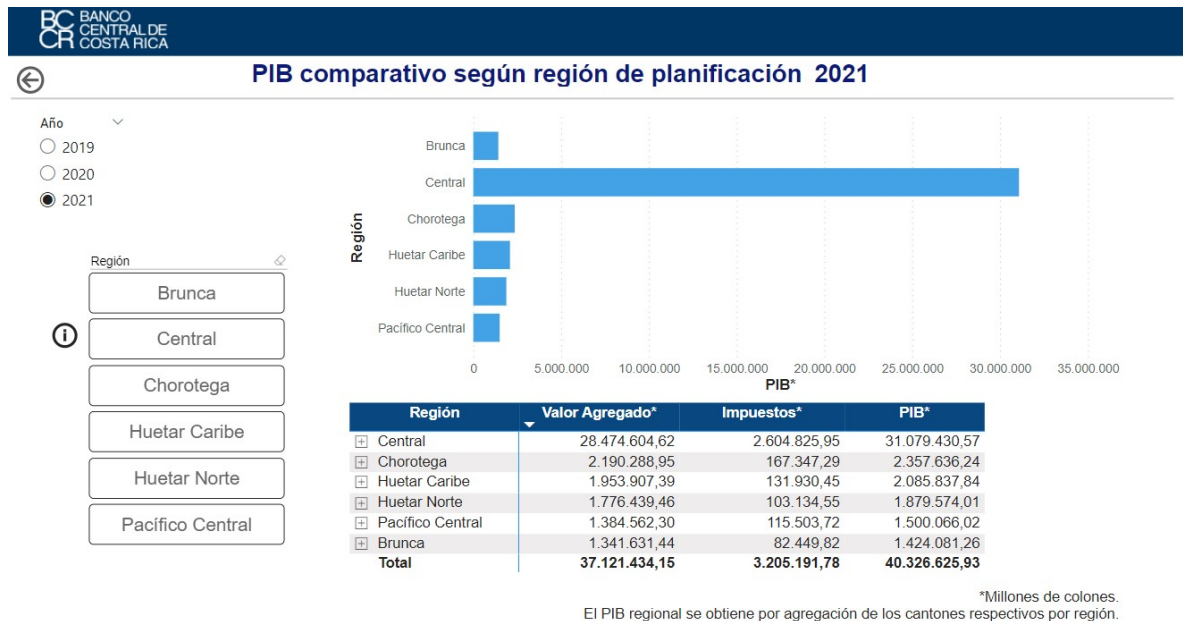 BC
CR
BANCO
CENTRAL DE
COSTA RICA
PIB comparativo según región de planificación 2021
Año
2019
2020
2021
Región
Brunca
Central
Chorotega
Huetar Caribe
Huetar Norte
Pacífico Central
Región
Brunca
Central
Chorotega
Huetar Caribe
Huetar Norte
Pacífico Central
0 5.000.000 10.000.000 15.000.000 20.000.000 25.000.000 30.000.000 35.000.000
PIB*
Región Valor Agregado* Impuestos* PIB*
Central 28.474.604,62 2.604.825,95 31.079.430,57
Chorotega 2.190.288,95 167.347,29 2.357.636,24
Huetar Caribe 1.953.907,39 131.930,45 2.085.837,84
Huetar Norte 1.776.439,46 103.134,55 1.879.574,01
Pacífico Central 1.384.562,30 115.503,72 1.500.066,02
Brunca 1.341.631,44 82.449,82 1.424.081,26
Total 37.121.434,15 3.205.191,78 40.326.625,93
*Millones de colones.
El PIB regional se obtiene por agregación de los cantones respectivos por región.